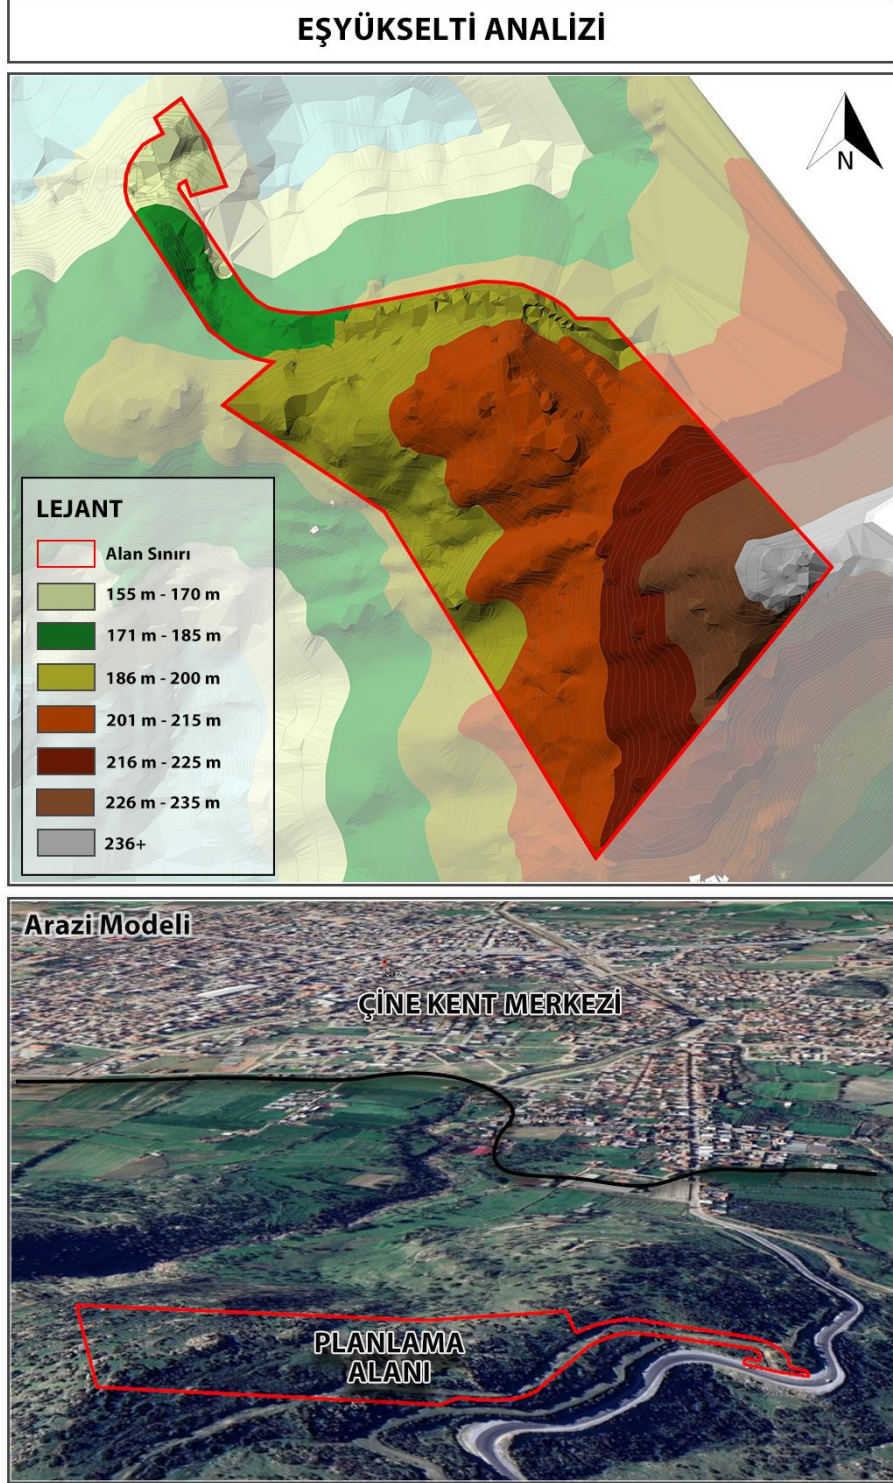 EŞYÜKSELTİ ANALİZİ
N
LEJANT
Alan Sınırı
155 m - 170 m
171 m - 185 m
186 m - 200 m
201 m - 215 m
216 m - 225 m
226 m - 235 m
236+
Arazi Modeli
ÇİNE KENT MERKEZİ
PLANLAMA
ALANI